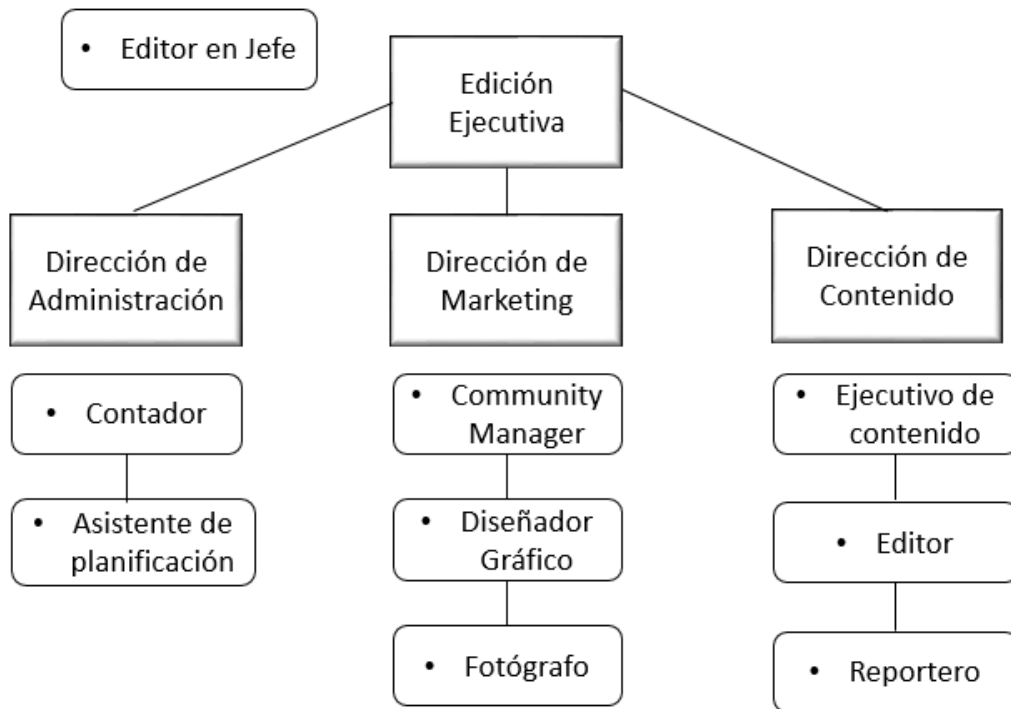 • Editor en Jefe
Edición
Ejecutiva
Dirección de
Administración
Dirección de
Marketing
Dirección de
Contenido
• Contador
• Asistente de
planificación
• Community
Manager
• Diseñador
Gráfico
• Fotógrafo
• Ejecutivo de
contenido
• Editor
• Reportero